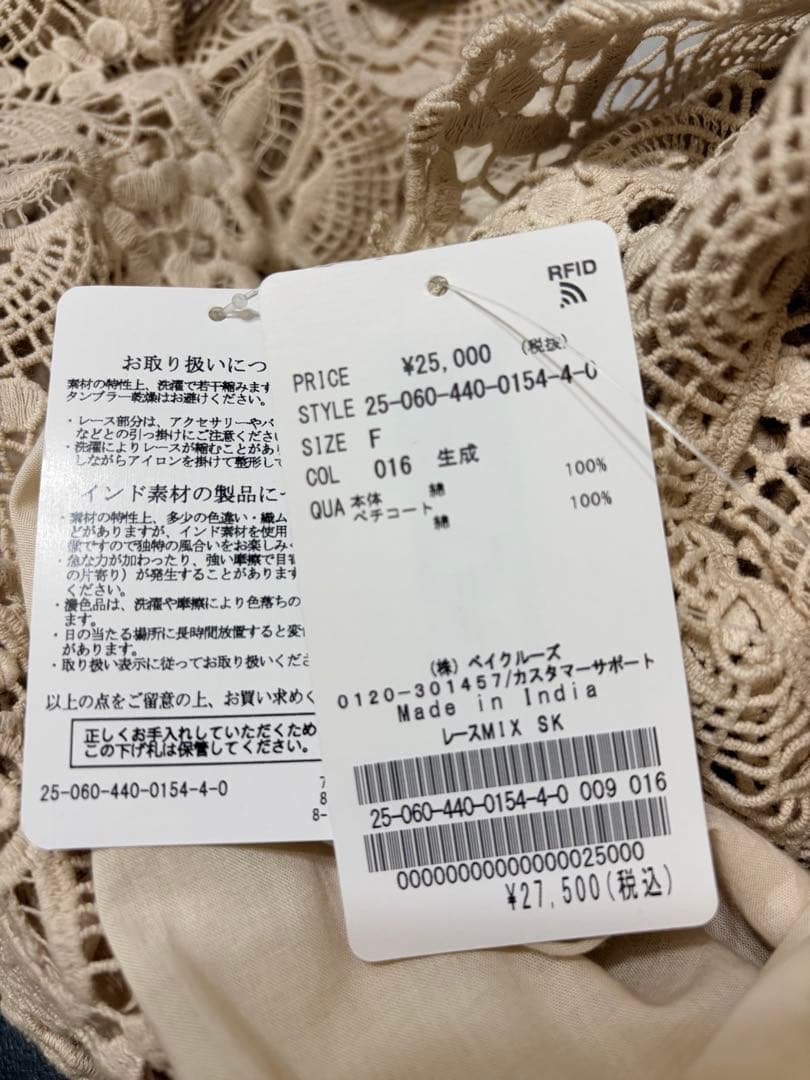 お取り扱いにつ
素材の特性上、洗濯で若干縮みます
タンブラー乾燥はお避けください。
・レース部分は、アクセサリーやバ
などとの引っ掛けにご注意くださ
・洗濯によりレースが縮むことがあ
しながらアイロンを掛けて整形して
インド素材の製品に
・素材の特性上、多少の色違い・織ム
どがありますが、インド素材を使用
徴ですので独特の風合いをお楽しみ
・急な力が加わったり、強い摩擦で目寄
の片寄り）が発生することがあります
ください。
・濃色品は、洗濯や摩擦により色落ちの
ます。
・日の当たる場所に長時間放置すると変色
があります。
・取り扱い表示に従ってお取り扱いくださ
以上の点をご留意の上、お買い求めく
正しくお手入れしていただくため
この下げ札は保管してください。
25-060-440-0154-4-0
7
8
8-
RFID
PRICE ¥25,000 (税抜)
STYLE 25-060-440-0154-4-0
SIZE F
COL 016 生成
QUA 本体 綿 100%
ペチコート 綿 100%
(株) ベイクルーズ
0120-301457/カスタマーサポート
Made in India
レースMIX SK
25-060-440-0154-4-0 009 016
00000000000000025000
¥27,500(税込)